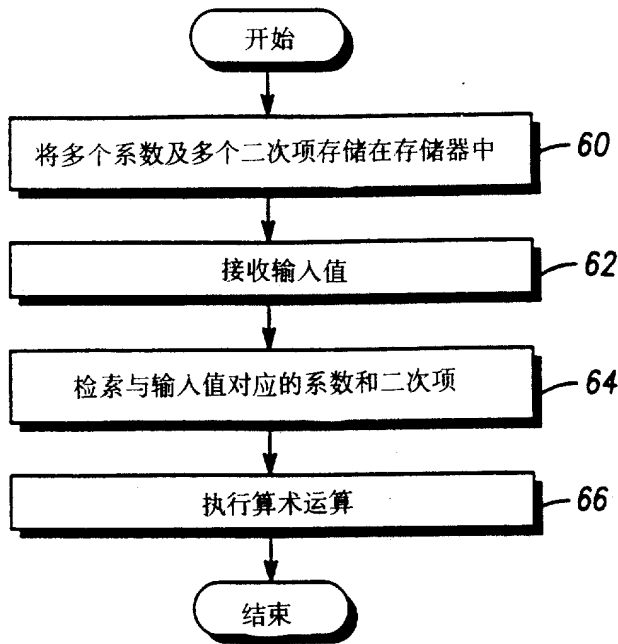 开始
将多个系数及多个二次项存储在存储器中
60
接收输入值
62
检索与输入值对应的系数和二次项
64
执行算术运算
66
结束